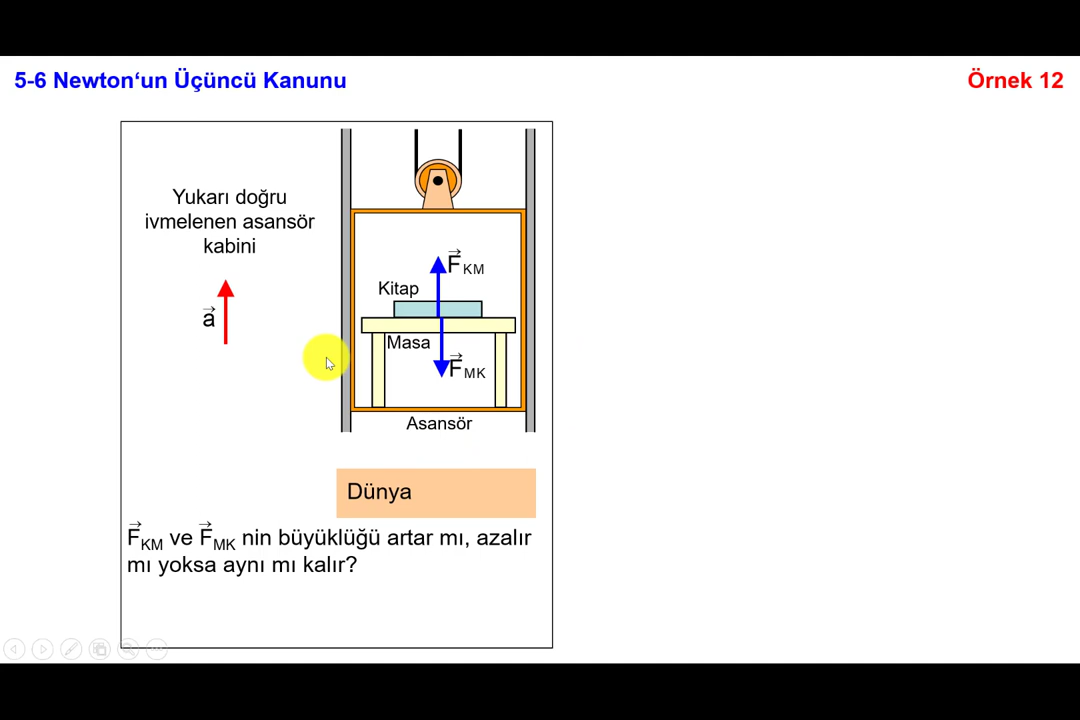 5-6 Newton‘un Üçüncü Kanunu
Örnek 12
Yukarı doğru
ivmelenen asansör
kabini
a
F KM
Kitap
Masa
F MK
Asansör
Dünya
F KM ve F MK nin büyüklüğü artar mı, azalır
mı yoksa aynı mı kalır?